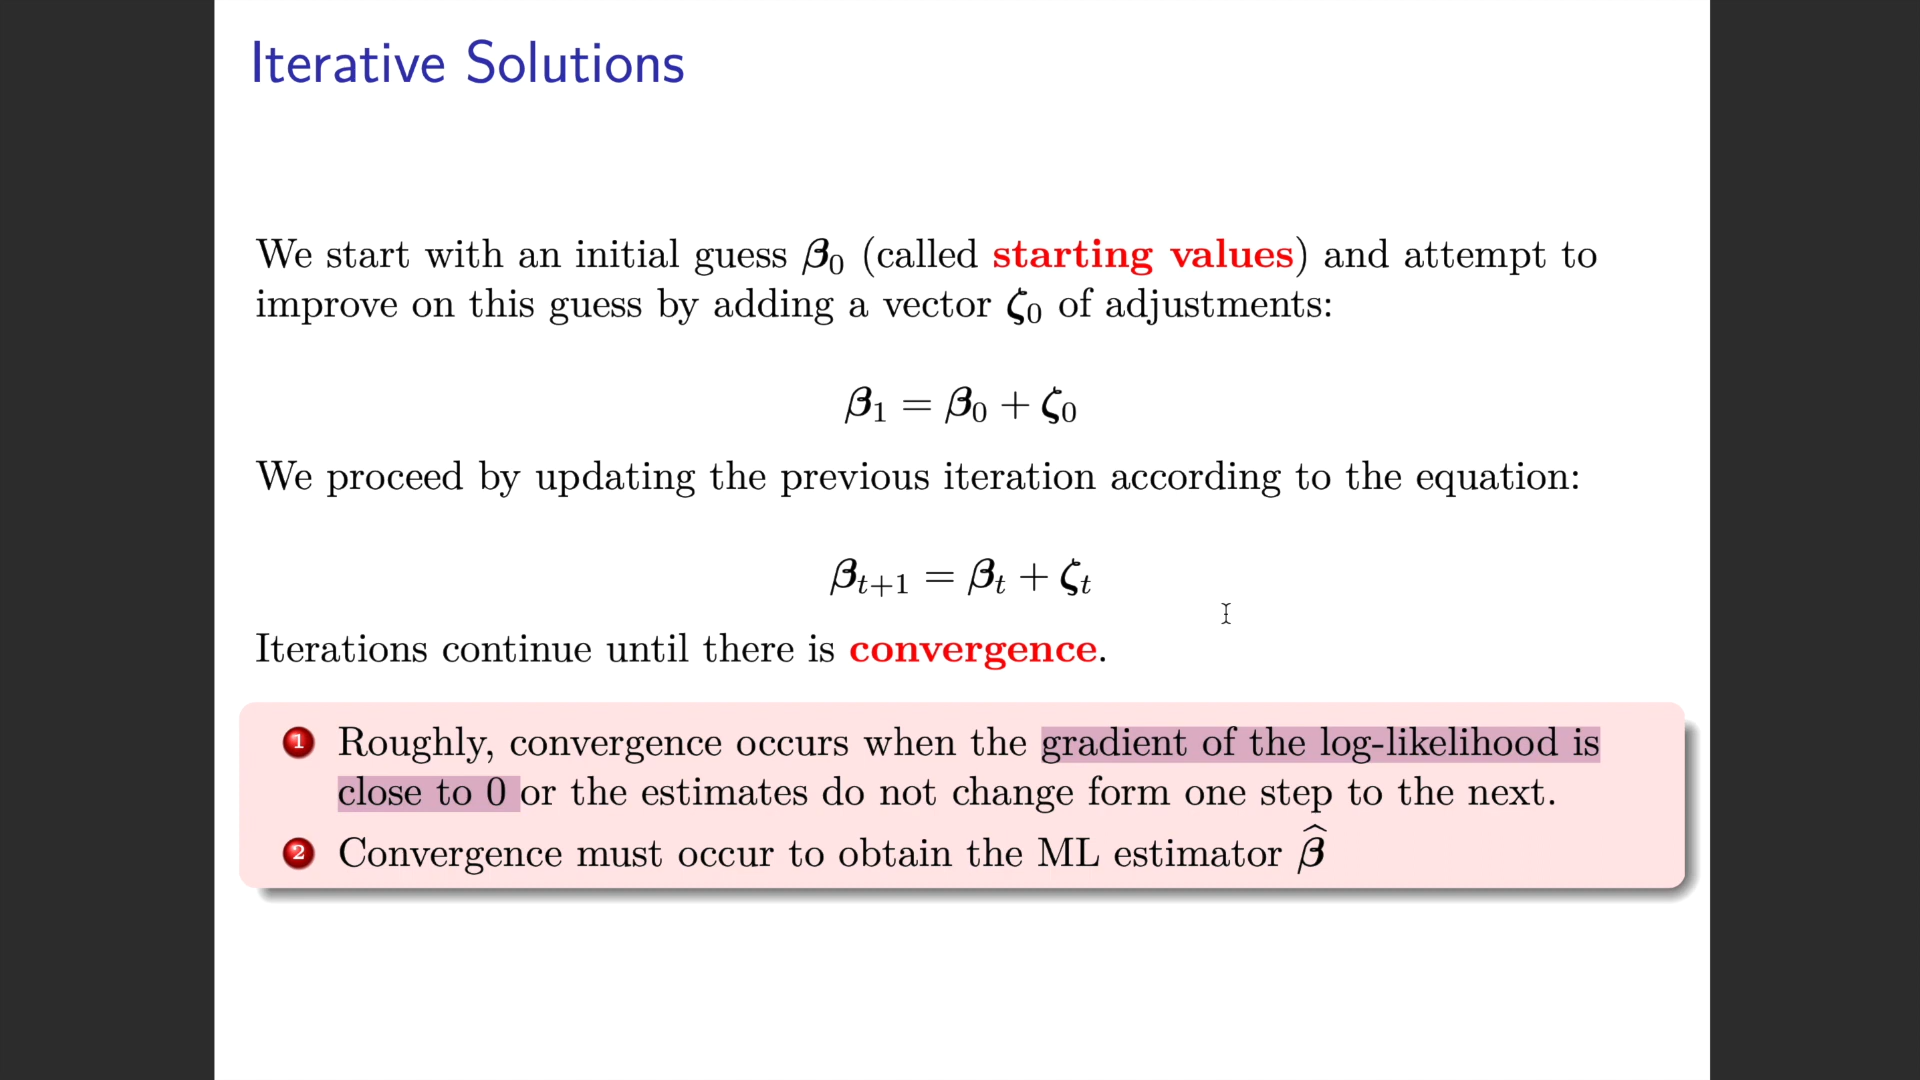 Iterative Solutions
We start with an initial guess β₀ (called starting values) and attempt to
improve on this guess by adding a vector ζ₀ of adjustments:
β₁ = β₀ + ζ₀
We proceed by updating the previous iteration according to the equation:
βₜ₊₁ = βₜ + ζₜ
Iterations continue until there is convergence.
1 Roughly, convergence occurs when the gradient of the log-likelihood is
close to 0 or the estimates do not change form one step to the next.
2 Convergence must occur to obtain the ML estimator β̂